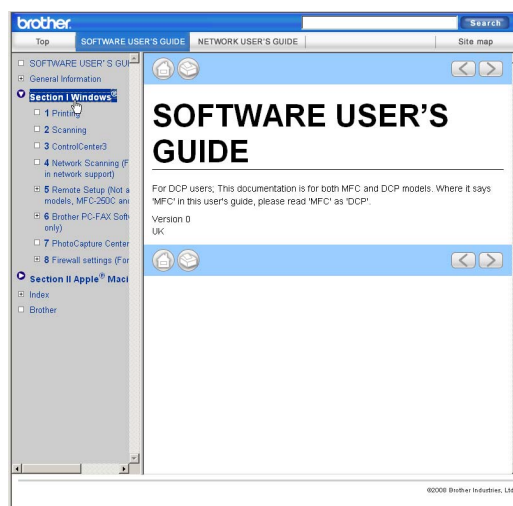 brother.
Search
Top
SOFTWARE USER'S GUIDE
NETWORK USER'S GUIDE
Site map
SOFTWARE USER'S GUI
General Information
Section I Windows®
1 Printing
2 Scanning
3 ControlCenter3
4 Network Scanning (F
in network support)
5 Remote Setup (Not a
models, MFC-250C and
6 Brother PC-FAX Soft
only)
7 PhotoCapture Center
8 Firewall settings (For
Section II Apple® Maci
Index
Brother
SOFTWARE USER'S
GUIDE
For DCP users; This documentation is for both MFC and DCP models. Where it says
'MFC' in this user's guide, please read 'MFC' as 'DCP'.
Version 0
UK
©2008 Brother Industries, Ltd